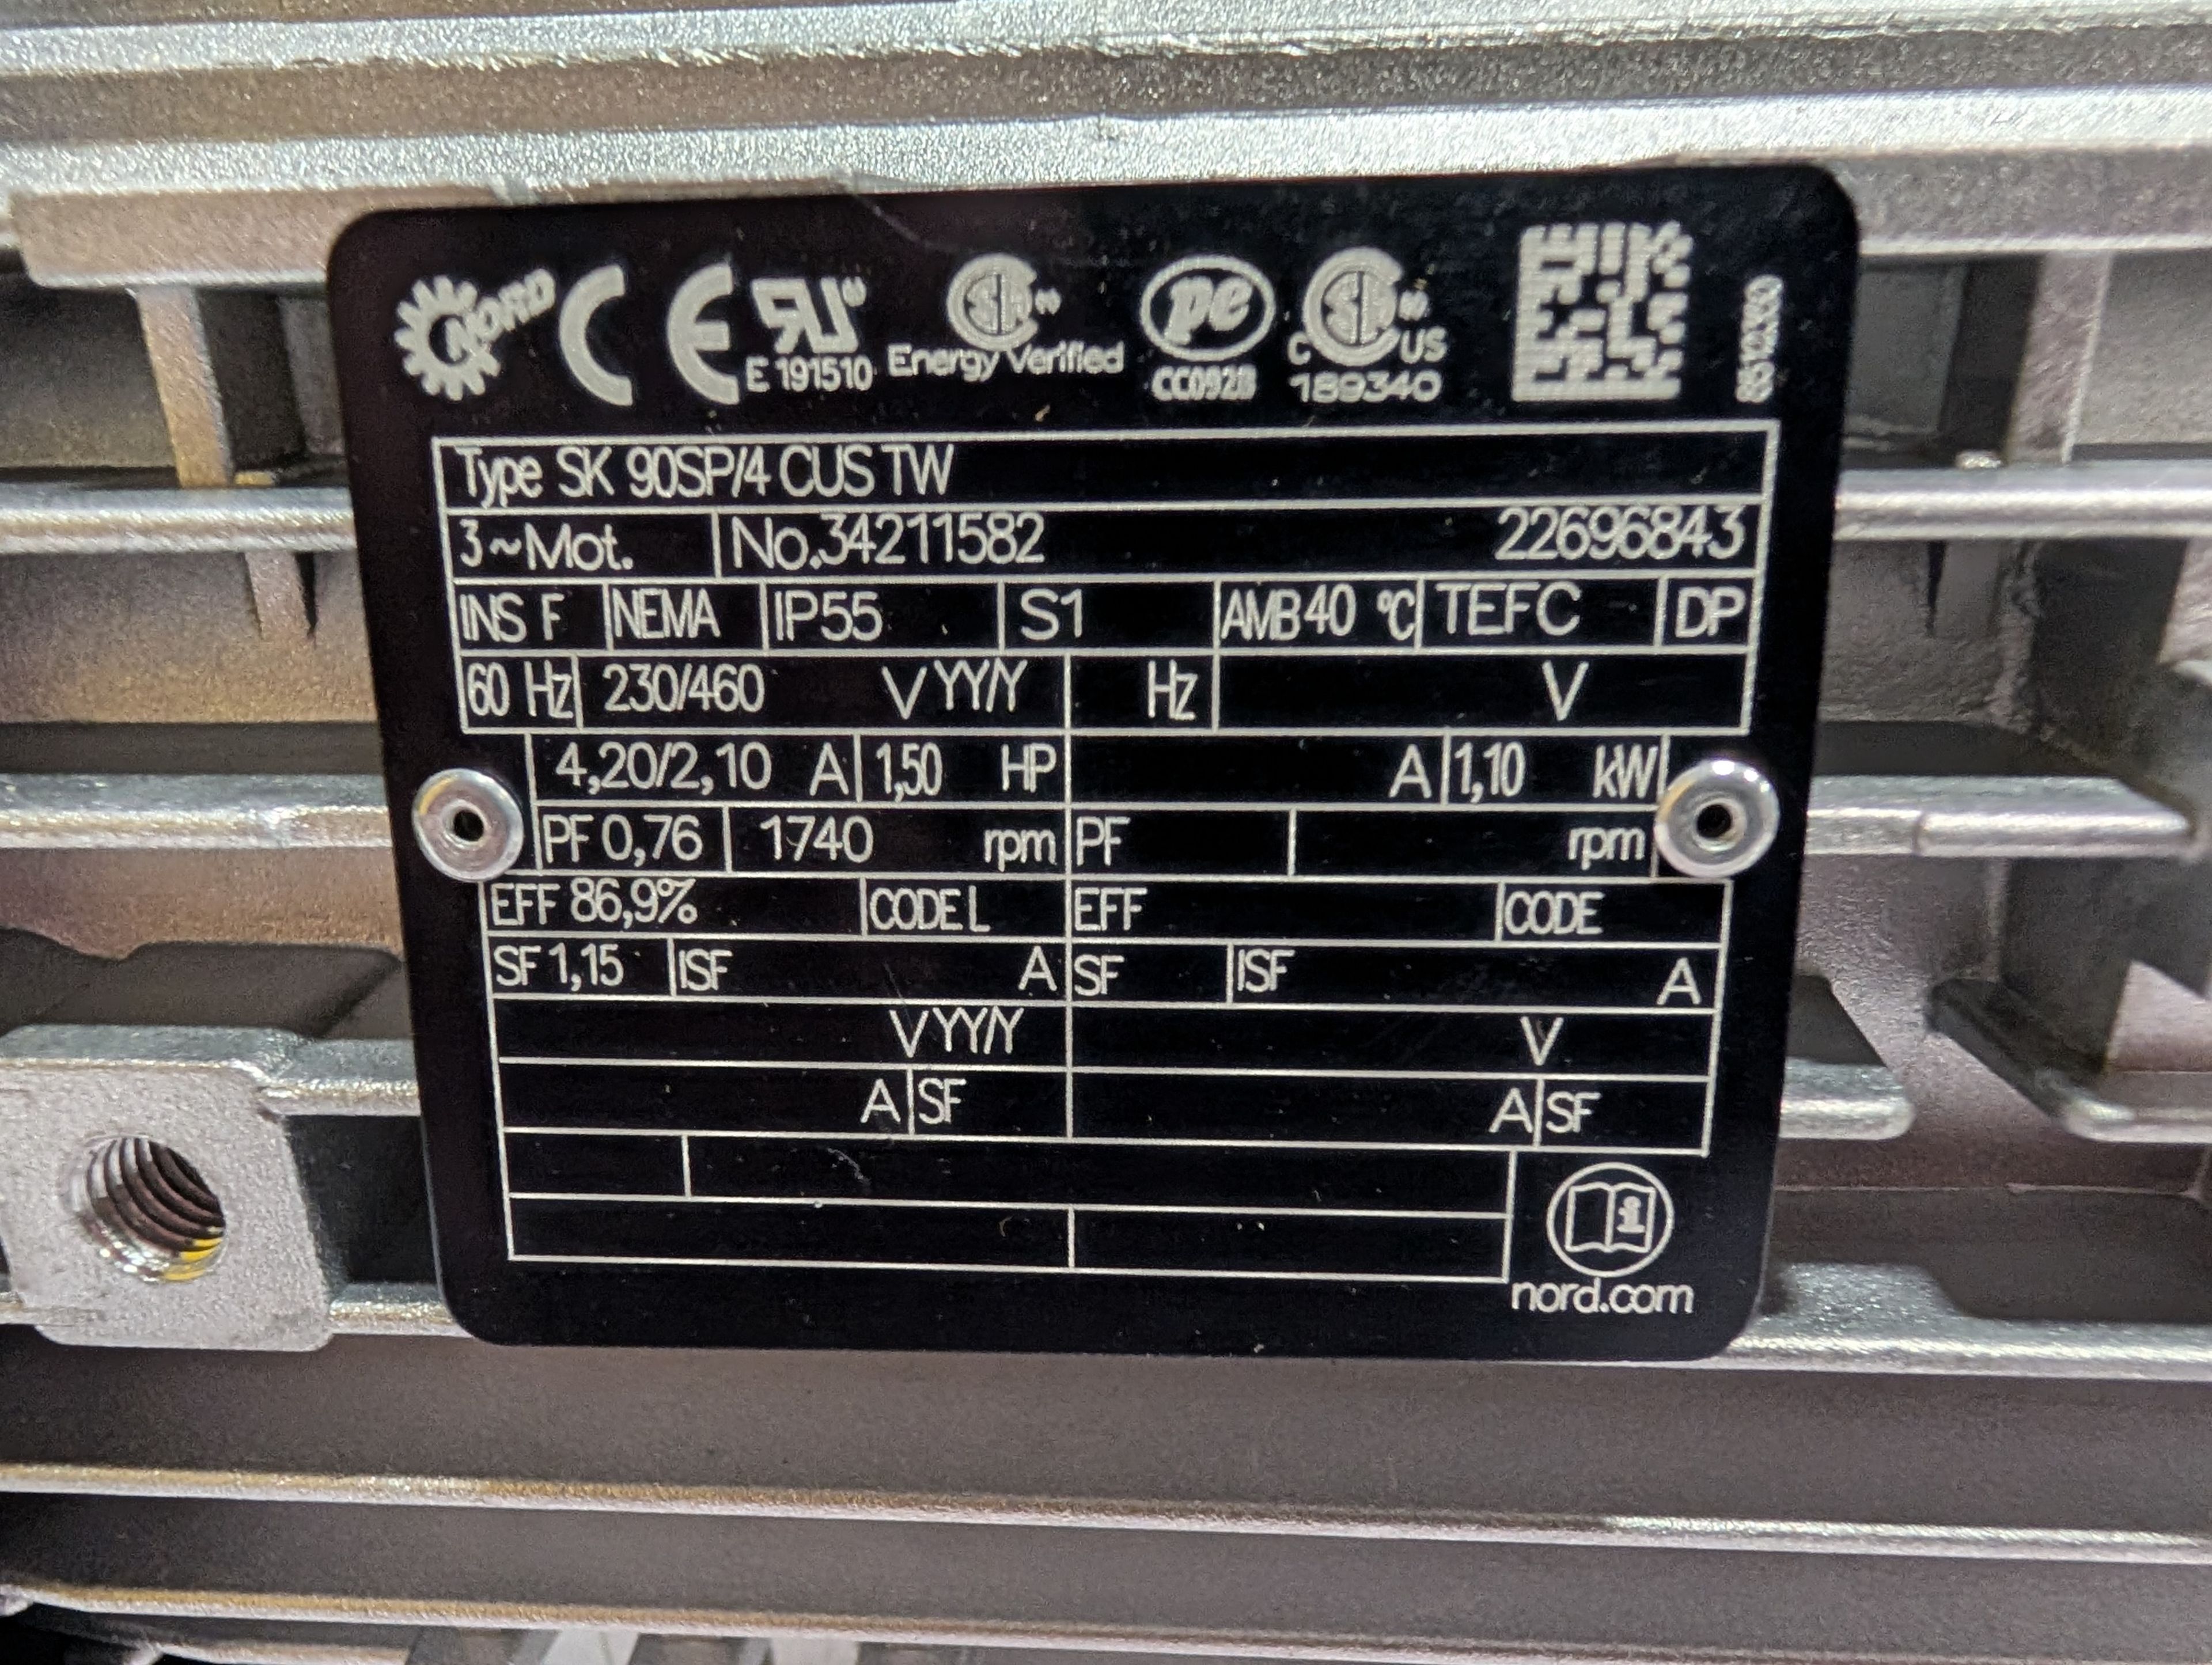 NORD CE RU Energy Verified pe C US
E 191510 CC092B 189340
Type SK 90SP/4 CUS TW
3~Mot. No.34211582 22696843
INS F NEMA IP55 S1 AMB40 °C TEFC DP
60 Hz 230/460 V YY/Y Hz V
4,20/2,10 A 1,50 HP A 1,10 kW
PF 0,76 1740 rpm PF rpm
EFF 86,9% CODE L EFF CODE
SF 1,15 ISF A SF ISF A
V YY/Y V
A SF A SF
nord.com